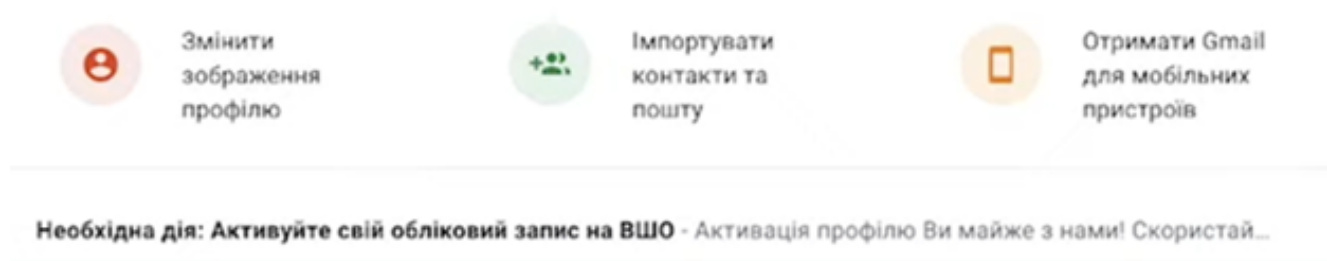 Змінити
зображення
профілю
Імпортувати
контакти та
пошту
Отримати Gmail
для мобільних
пристроїв
Необхідна дія: Активуйте свій обліковий запис на ВШО - Активація профілю Ви майже з нами! Скористай...